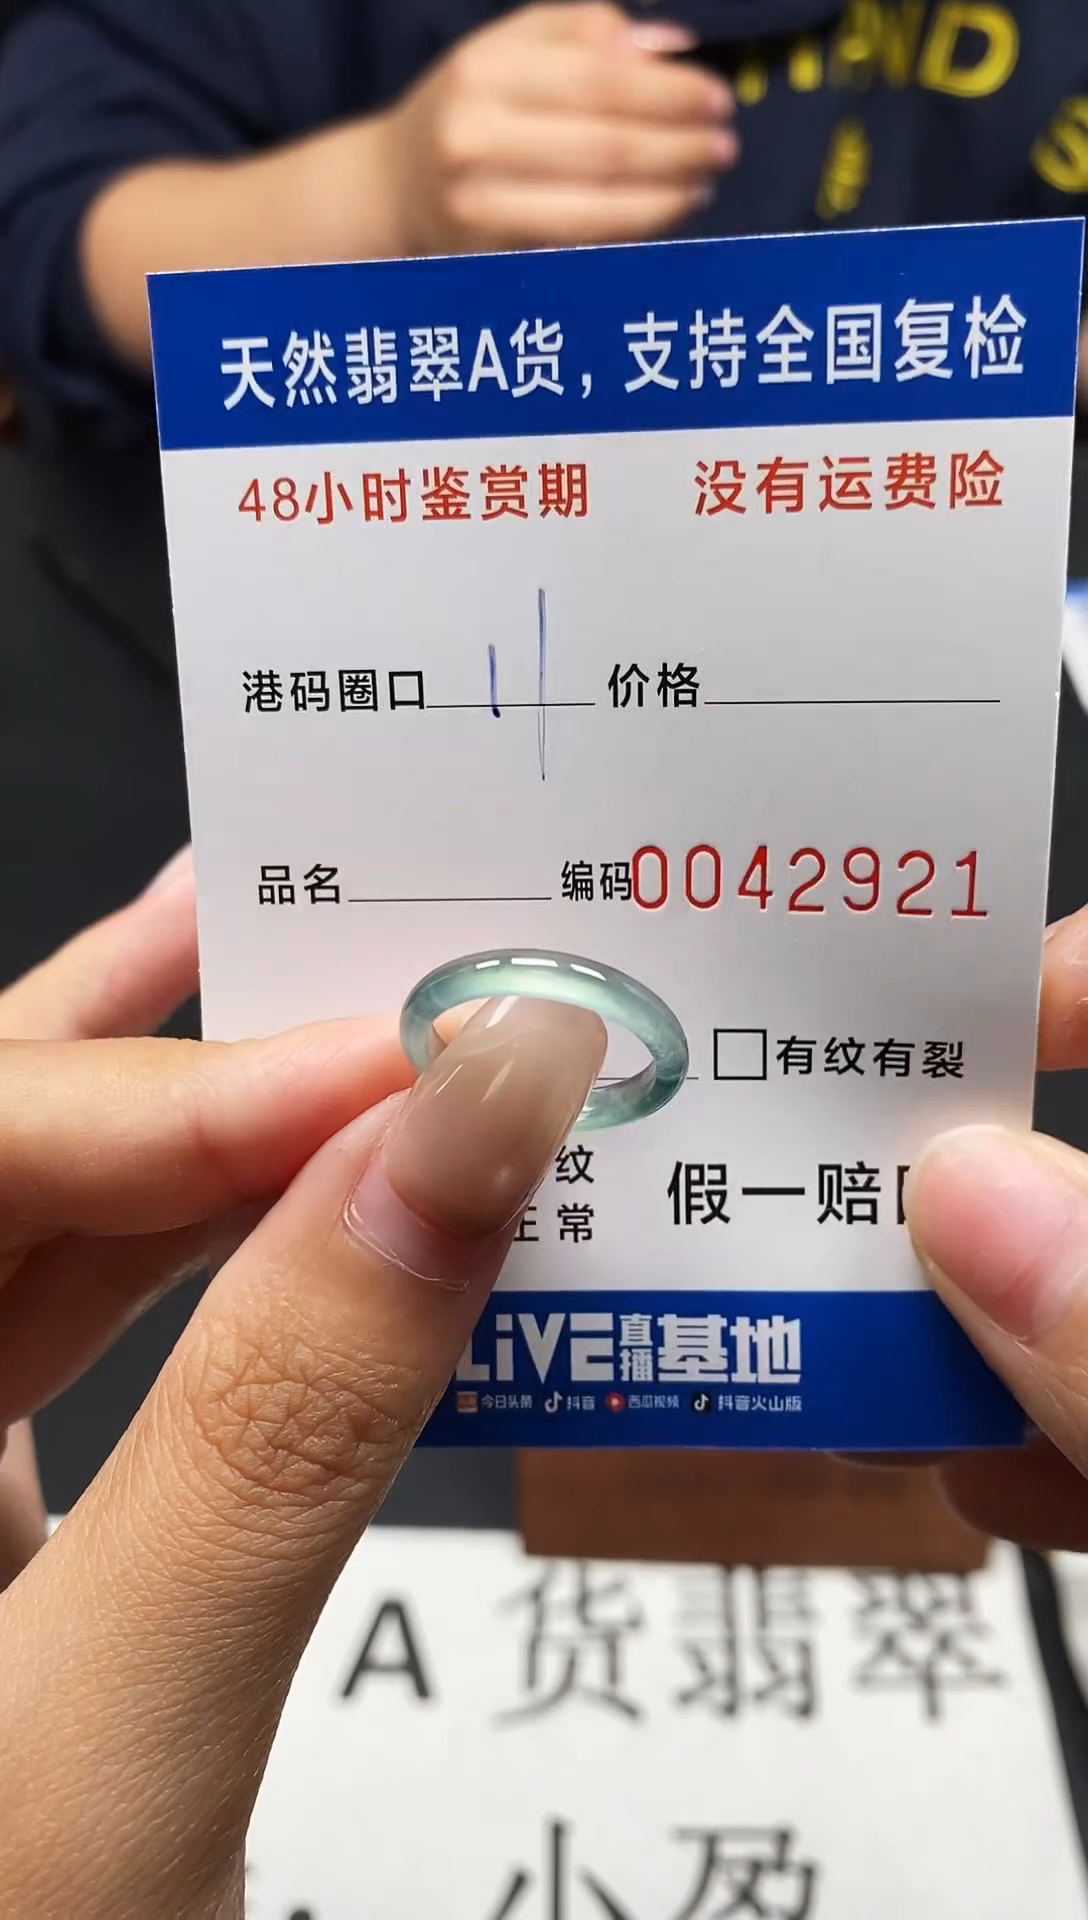 AND
S
天然翡翠A货，支持全国复检
48小时鉴赏期 没有运费险
港码圈口 11 价格
品名 编码0042921
有纹有裂
纹
正常 假一赔
LiVE直播基地
今日头条 抖音 西瓜视频 抖音火山版
A货翡翠
小